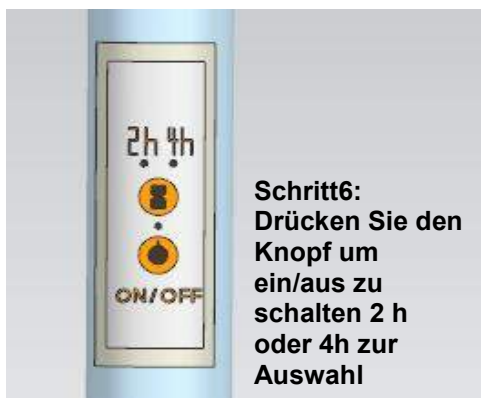 2h 4h
ON/OFF
Schritt6:
Drücken Sie den
Knopf um
ein/aus zu
schalten 2 h
oder 4h zur
Auswahl